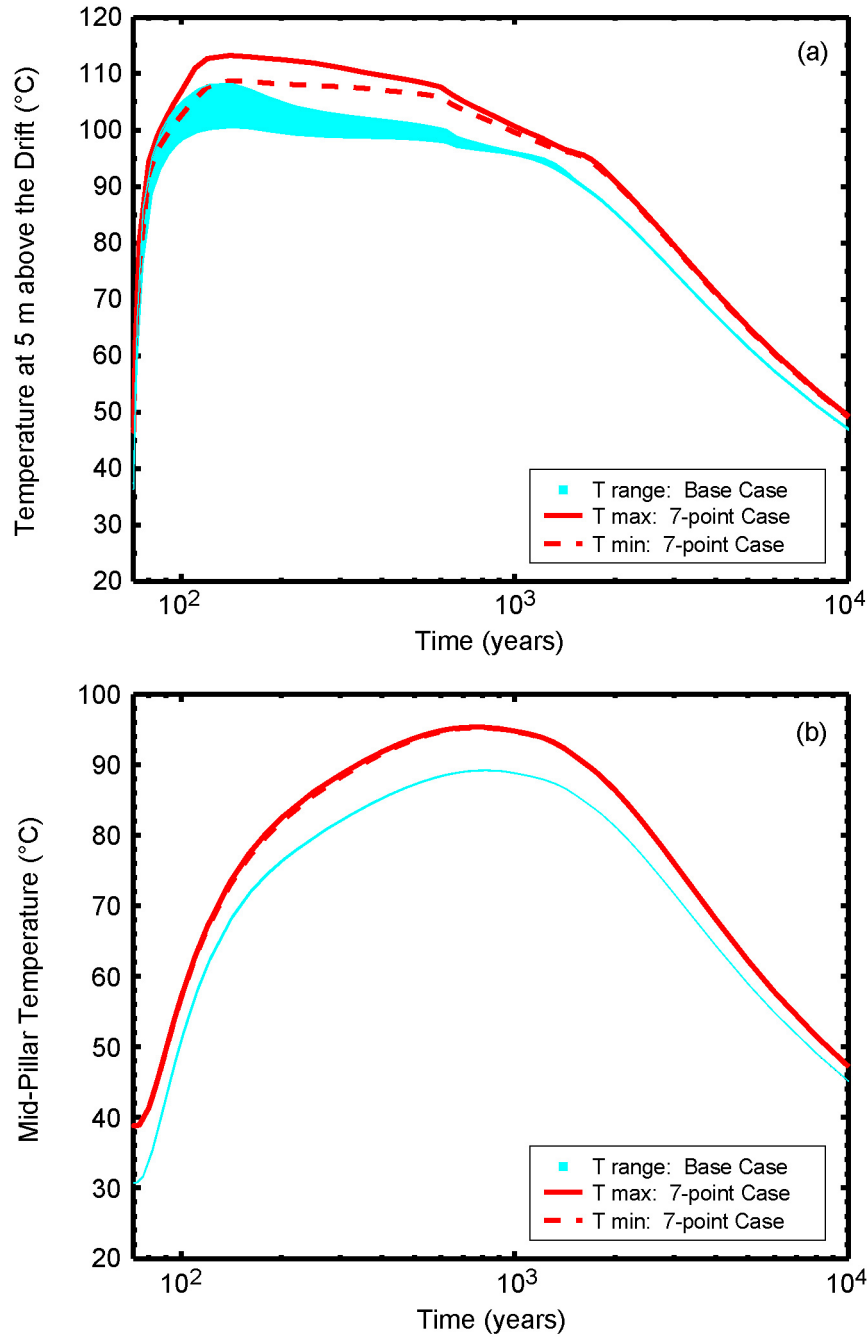 120
110
100
90
80
70
60
50
40
30
20
Temperature at 5 m above the Drift (°C)
(a)
T range: Base Case
T max: 7-point Case
T min: 7-point Case
10² 10³ 10⁴
Time (years)
100
90
80
70
60
50
40
30
20
Mid-Pillar Temperature (°C)
(b)
T range: Base Case
T max: 7-point Case
T min: 7-point Case
10² 10³ 10⁴
Time (years)